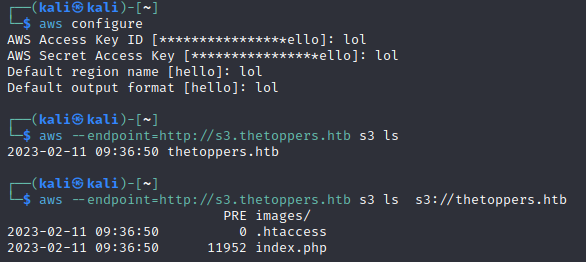 ┌──(kali㉿kali)-[~]
└─$ aws configure
AWS Access Key ID [****************ello]: lol
AWS Secret Access Key [****************ello]: lol
Default region name [hello]: lol
Default output format [hello]: lol
┌──(kali㉿kali)-[~]
└─$ aws --endpoint=http://s3.thetoppers.htb s3 ls
2023-02-11 09:36:50 thetoppers.htb
┌──(kali㉿kali)-[~]
└─$ aws --endpoint=http://s3.thetoppers.htb s3 ls  s3://thetoppers.htb
                           PRE images/
2023-02-11 09:36:50          0 .htaccess
2023-02-11 09:36:50      11952 index.php